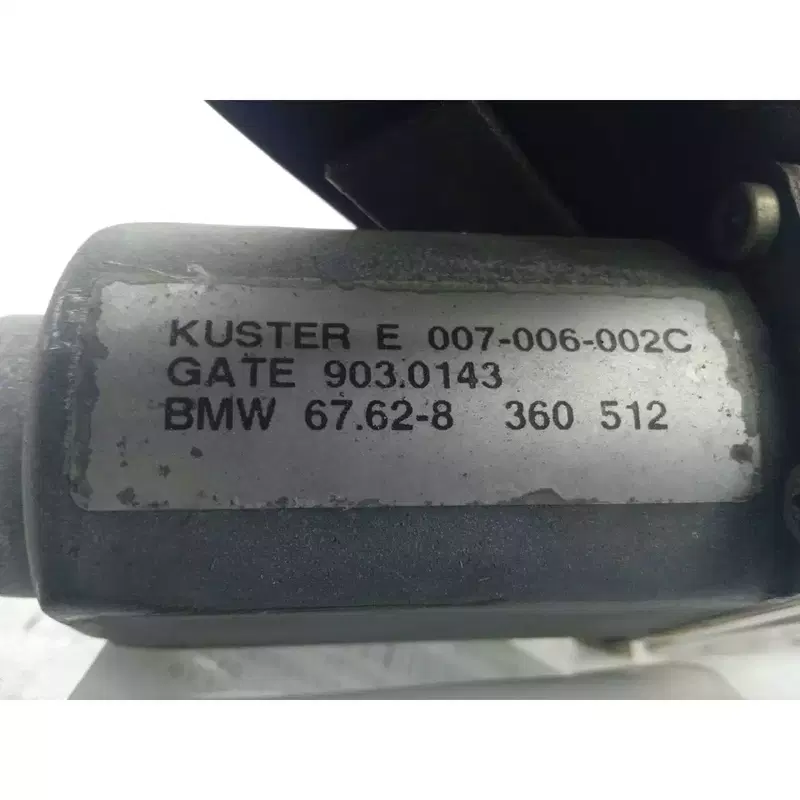 KUSTER E 007-006-002C
GATE 903.0143
BMW 67.62-8 360 512